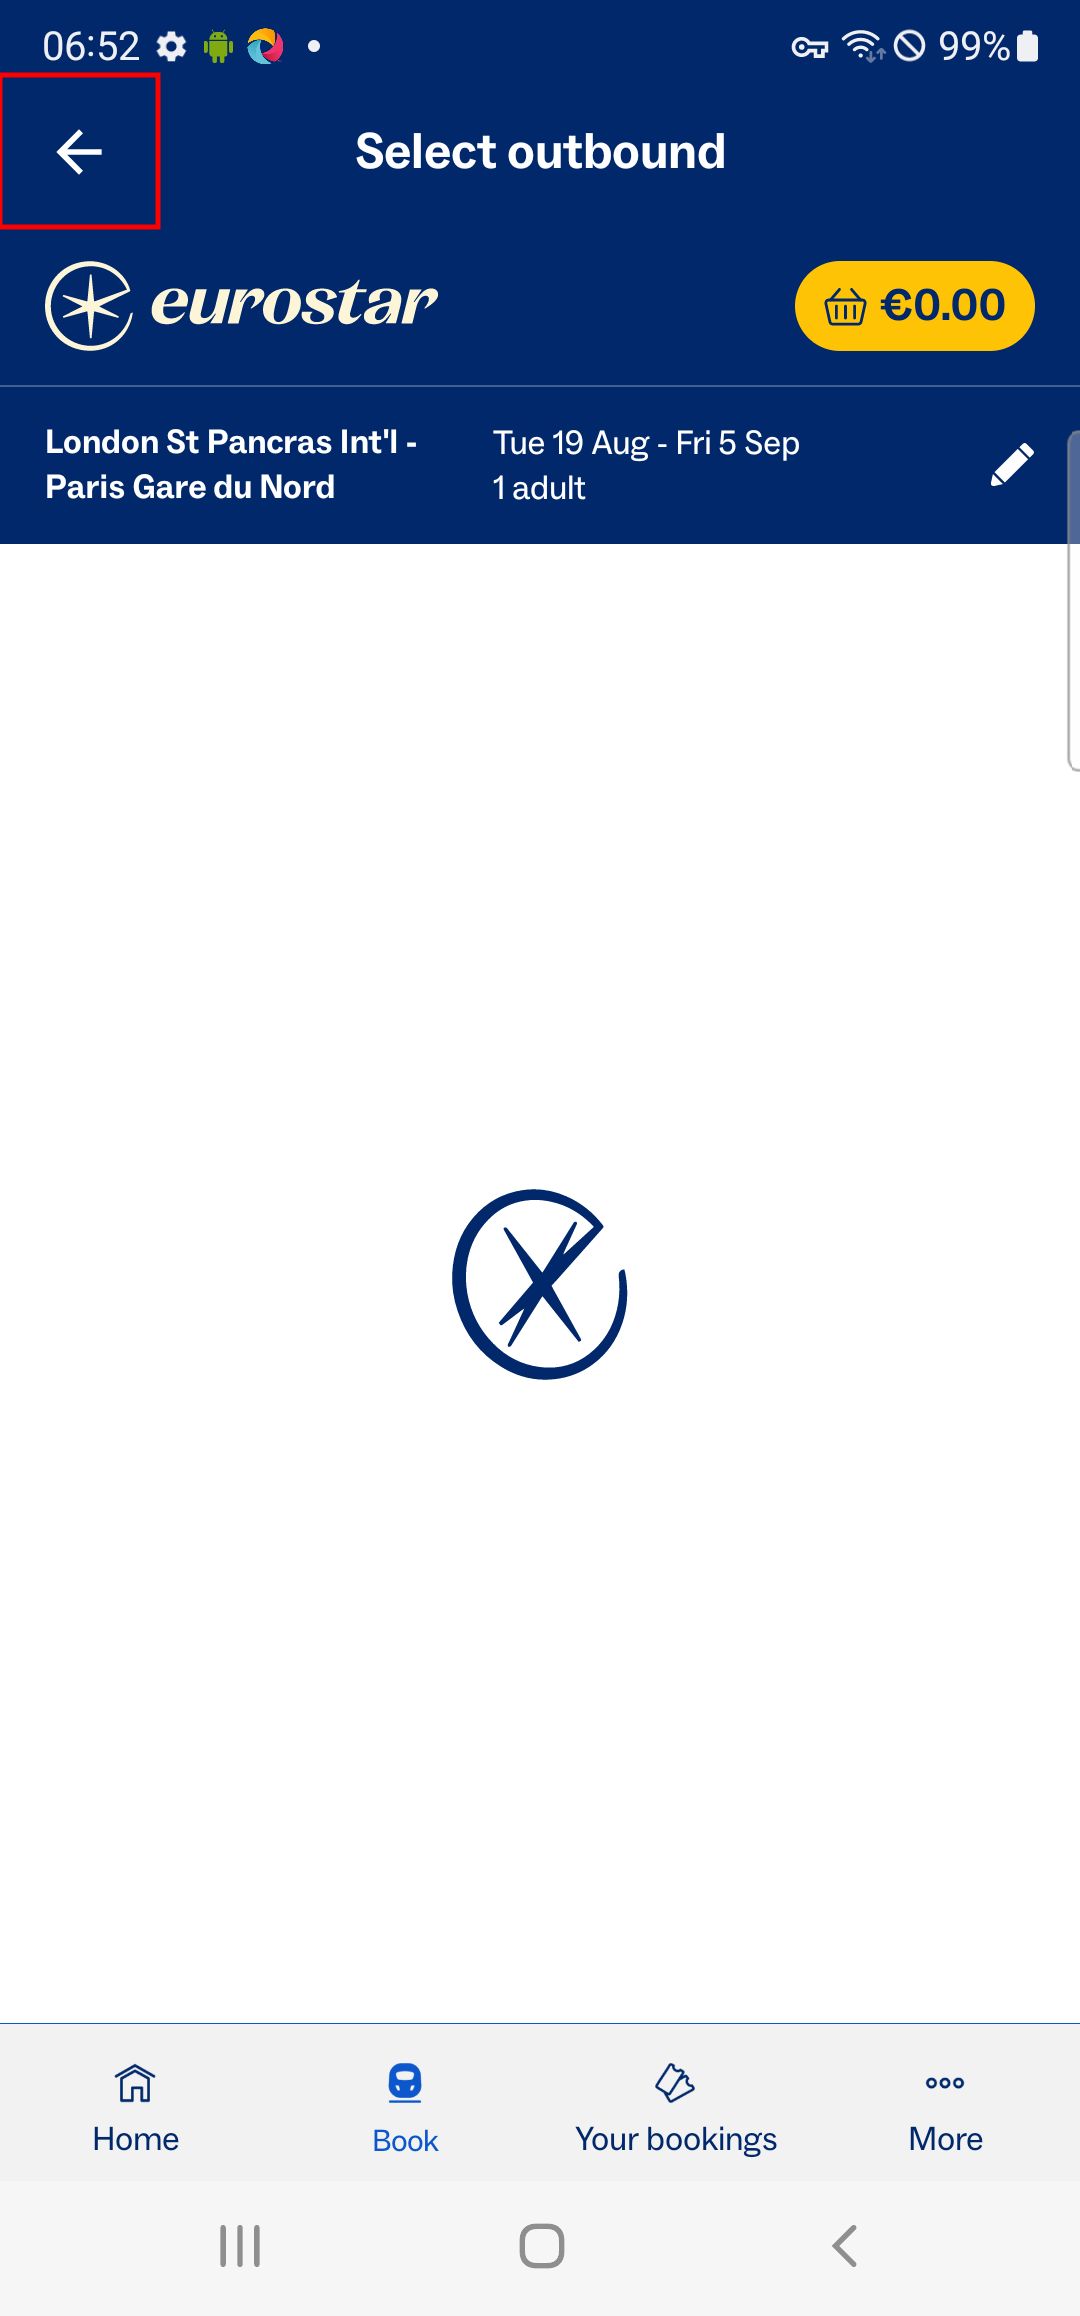 06:52
99%
Select outbound
eurostar
€0.00
London St Pancras Int'l -
Paris Gare du Nord
Tue 19 Aug - Fri 5 Sep
1 adult
Home
Book
Your bookings
More